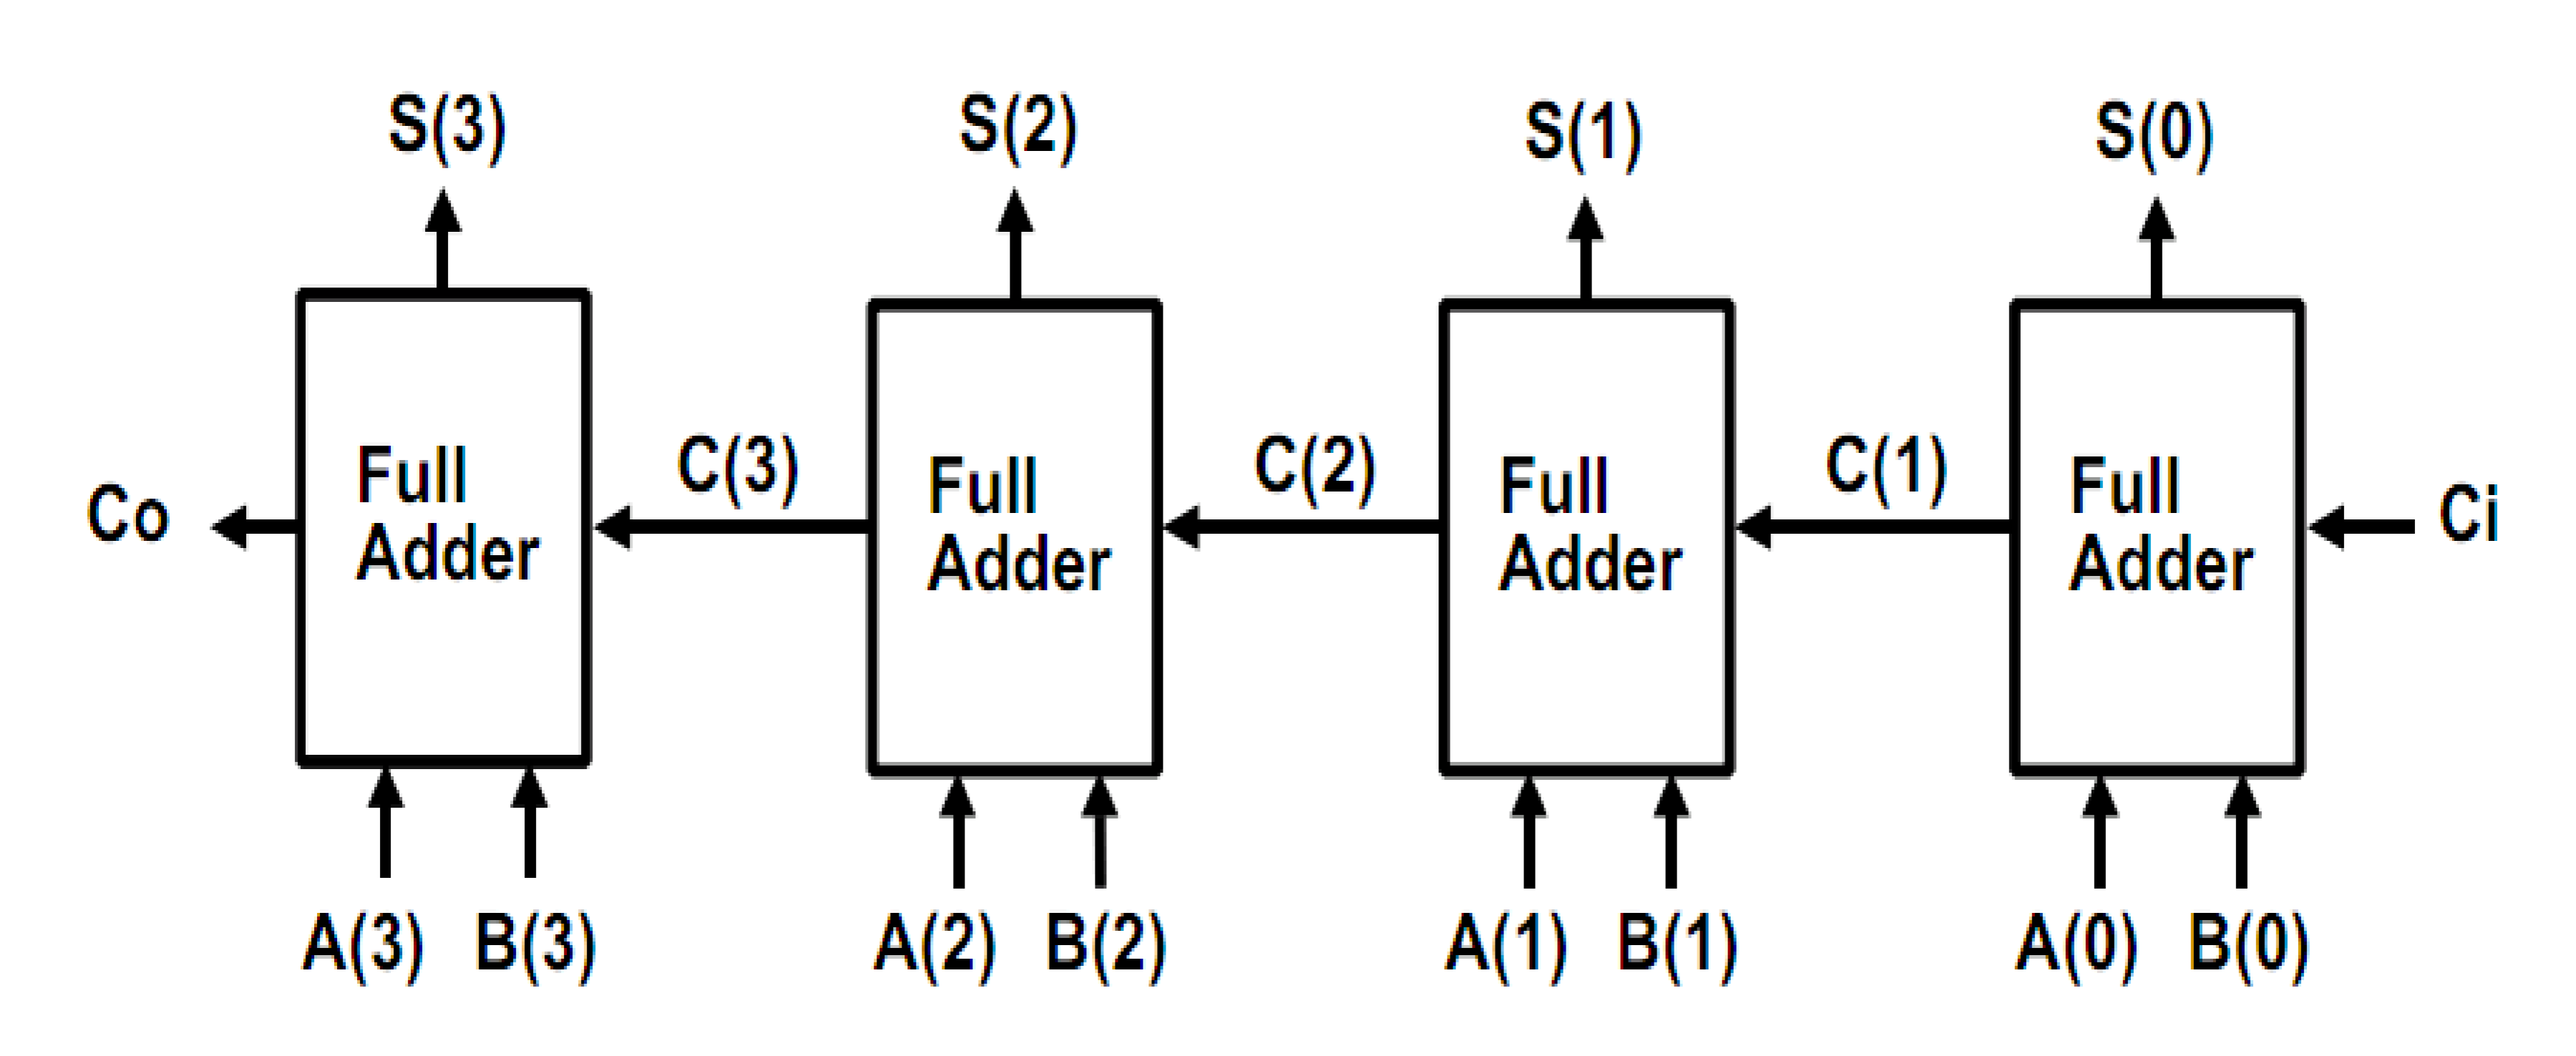 S(3) S(2) S(1) S(0)
C(3) C(2) C(1)
Co Full Adder Full Adder Full Adder Full Adder Ci
A(3) B(3) A(2) B(2) A(1) B(1) A(0) B(0)